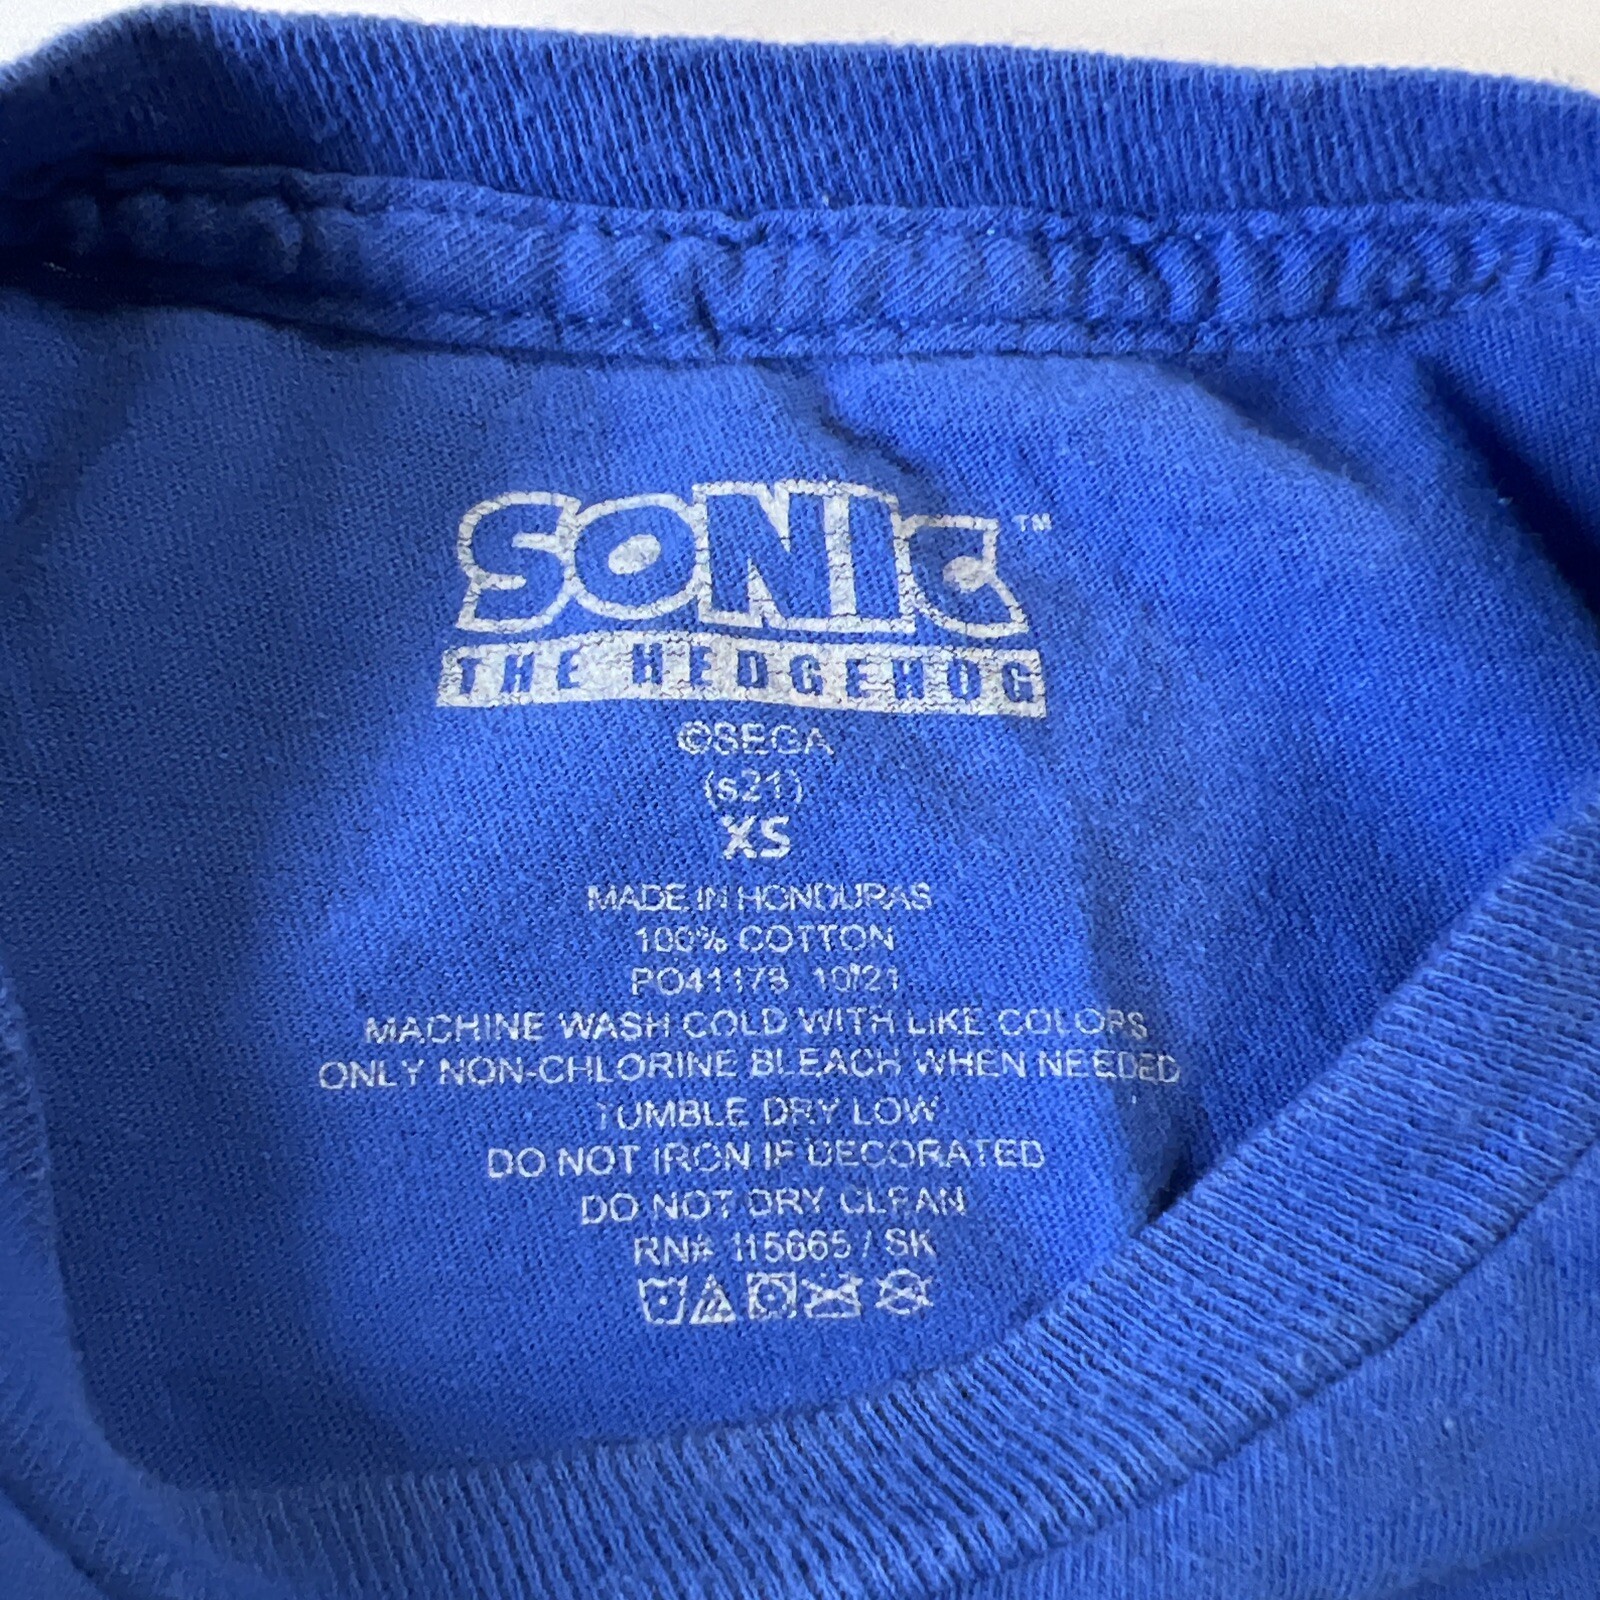 SONIC™
THE HEDGEHOG
©SEGA
(s21)
XS
MADE IN HONDURAS
100% COTTON
PO41178 10/21
MACHINE WASH COLD WITH LIKE COLORS
ONLY NON-CHLORINE BLEACH WHEN NEEDED
TUMBLE DRY LOW
DO NOT IRON IF DECORATED
DO NOT DRY CLEAN
RN# 115665 / SK